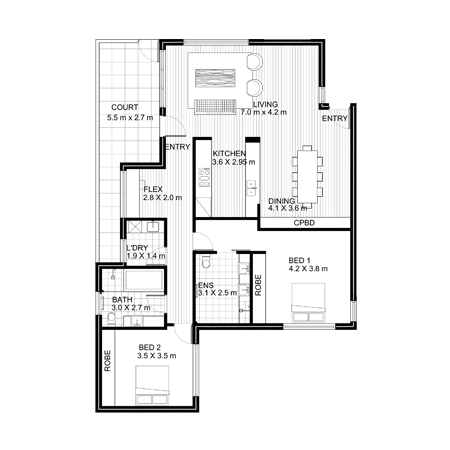 COURT
5.5 m x 2.7 m
LIVING
7.0 m x 4.2 m
ENTRY
ENTRY
KITCHEN
3.6 X 2.95 m
FLEX
2.8 X 2.0 m
DINING
4.1 X 3.6 m
CPBD
L'DRY
1.9 X 1.4 m
BED 1
4.2 X 3.8 m
ROBE
ENS
3.1 X 2.5 m
BATH
3.0 X 2.7 m
BED 2
3.5 X 3.5 m
ROBE